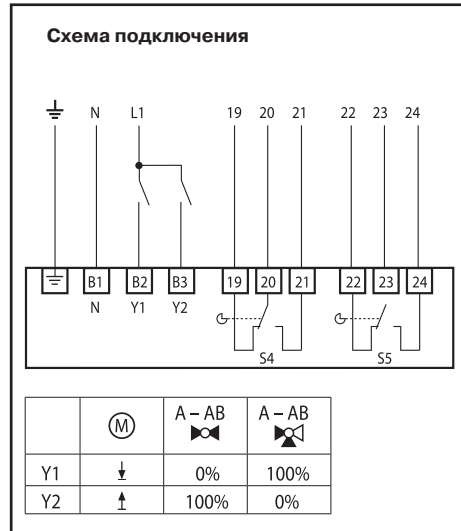 Схема подключения
N L1 19 20 21 22 23 24
B1 B2 B3 19 20 21 22 23 24
N Y1 Y2
S4 S5
M A – AB A – AB
Y1 0% 100%
Y2 100% 0%